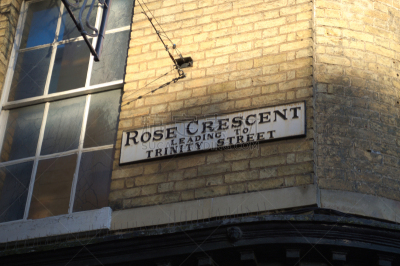 ROSE CRESCENT
LEADING TO
TRINITY STREET